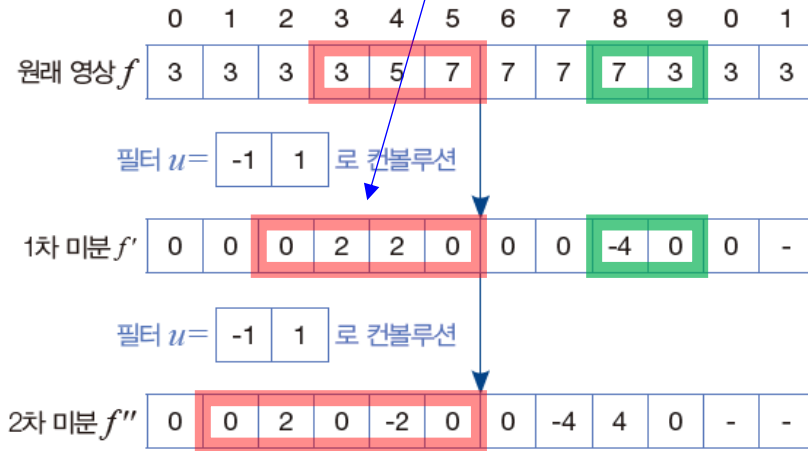 0 1 2 3 4 5 6 7 8 9 0 1
원래 영상 f 3 3 3 3 5 7 7 7 7 3 3 3
필터 u= -1 1 로 컨볼루션
1차 미분 f′ 0 0 0 2 2 0 0 0 -4 0 0 -
필터 u= -1 1 로 컨볼루션
2차 미분 f″ 0 0 2 0 -2 0 0 -4 4 0 - -